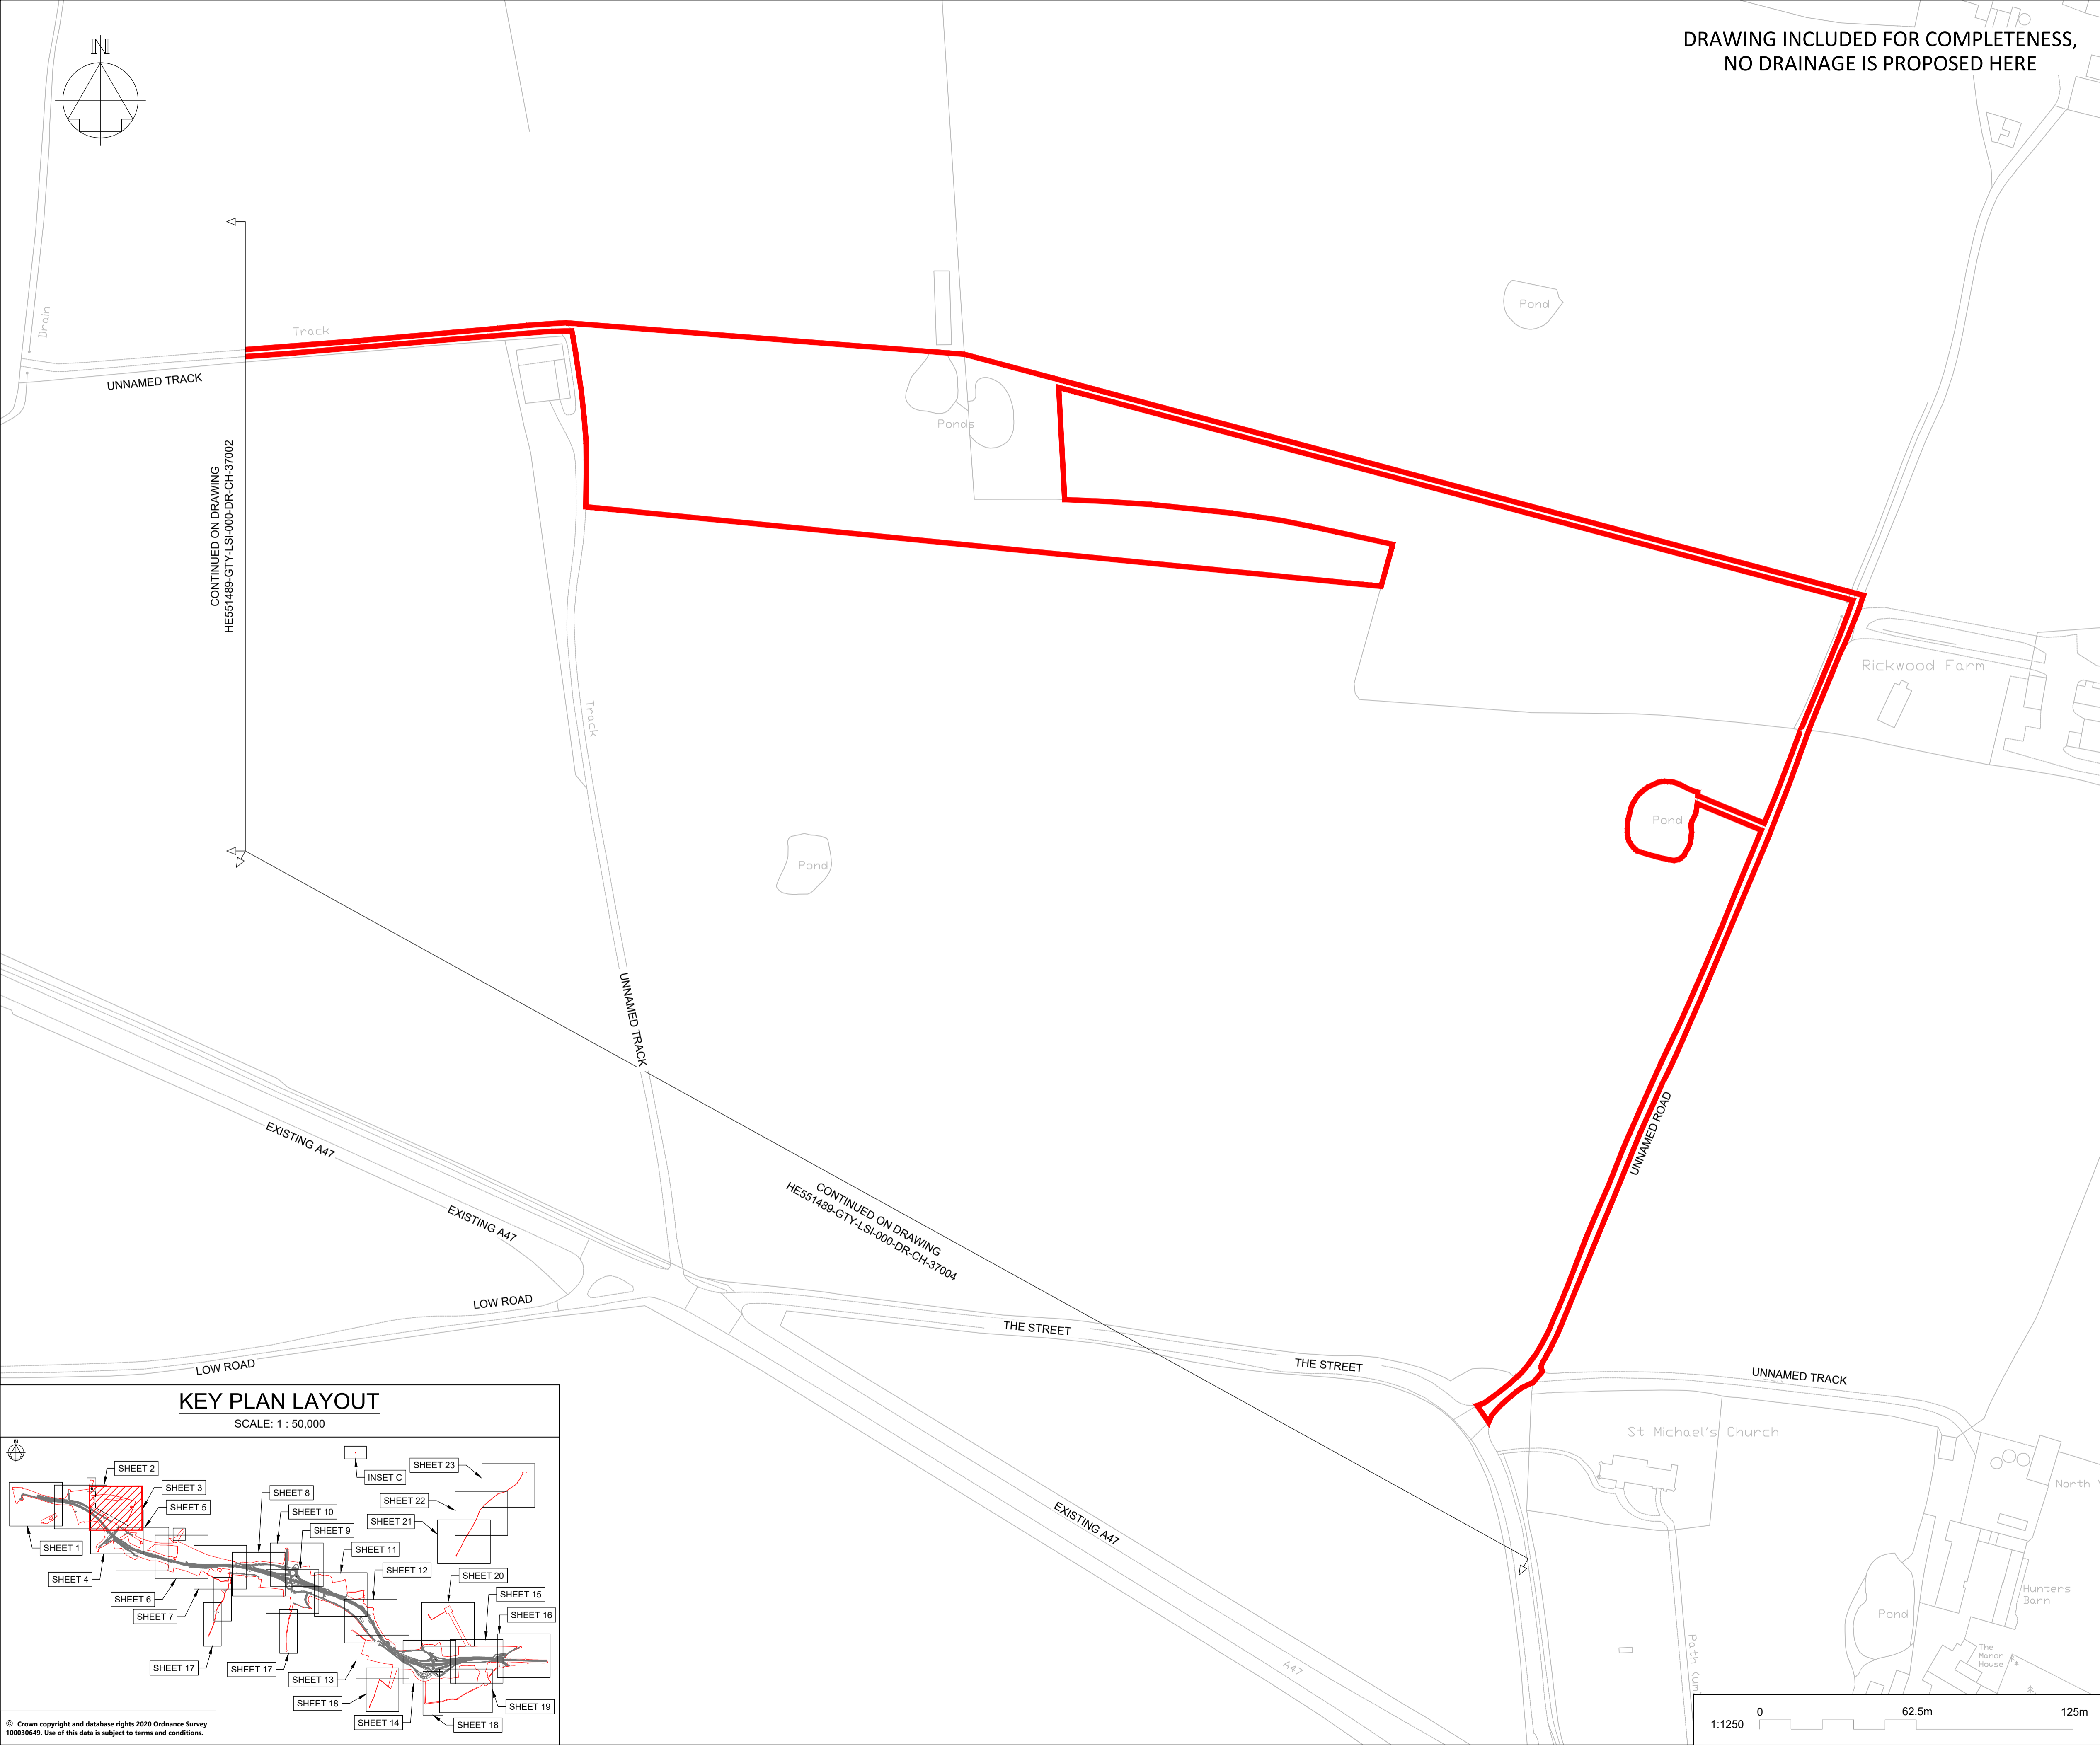 N
DRAWING INCLUDED FOR COMPLETENESS,
NO DRAINAGE IS PROPOSED HERE
Drain
Track
UNNAMED TRACK
CONTINUED ON DRAWING
HE551489-GTY-LSI-000-DR-CH-37002
Ponds
Pond
Rickwood Farm
Track
Pond
Pond
UNNAMED TRACK
UNNAMED ROAD
EXISTING A47
EXISTING A47
CONTINUED ON DRAWING
HE551489-GTY-LSI-000-DR-CH-37004
LOW ROAD
LOW ROAD
THE STREET
THE STREET
UNNAMED TRACK
St Michael's Church
North
EXISTING A47
A47
Pond
Hunters
Barn
The
Manor
House
Path (um
KEY PLAN LAYOUT
SCALE: 1 : 50,000
N
SHEET 2
SHEET 3
SHEET 5
SHEET 1
SHEET 4
SHEET 6
SHEET 7
SHEET 17
SHEET 8
SHEET 10
SHEET 9
SHEET 11
SHEET 12
INSET C
SHEET 23
SHEET 22
SHEET 21
SHEET 20
SHEET 15
SHEET 16
SHEET 17
SHEET 13
SHEET 18
SHEET 14
SHEET 18
SHEET 19
© Crown copyright and database rights 2020 Ordnance Survey
100030649. Use of this data is subject to terms and conditions.
1:1250
0 62.5m 125m